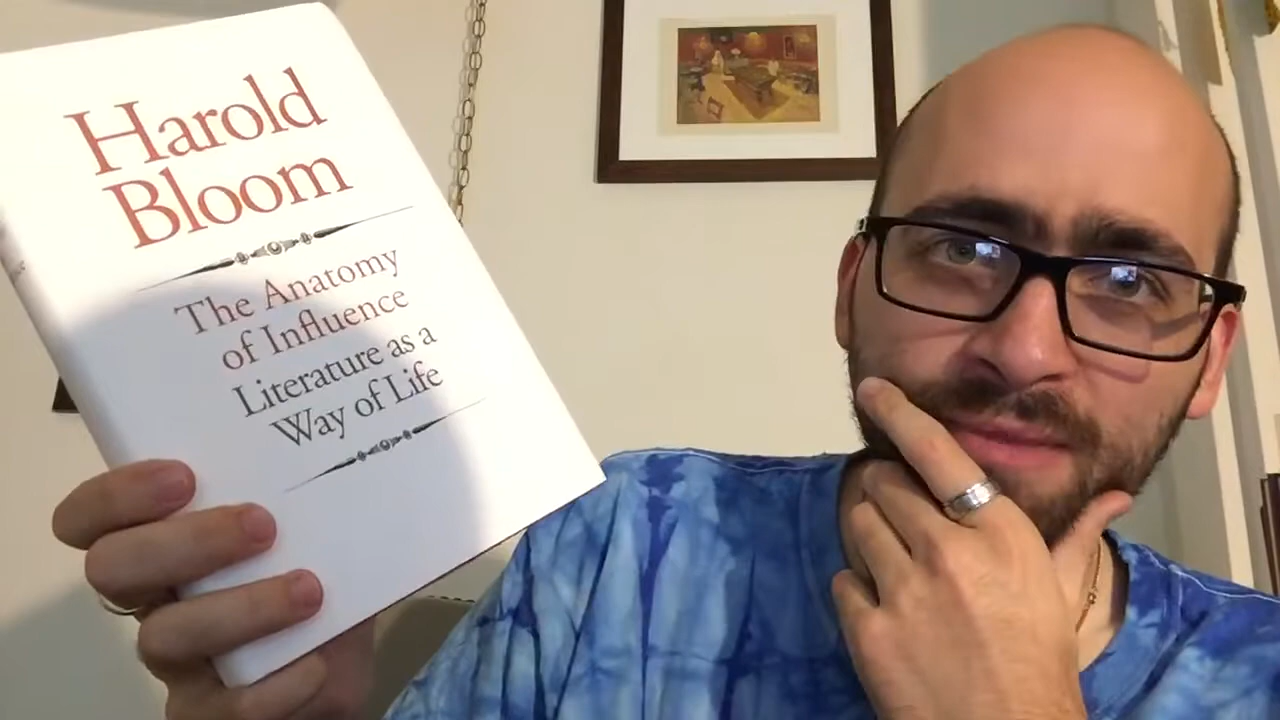 Harold
Bloom
The Anatomy
of Influence
Literature as a
Way of Life